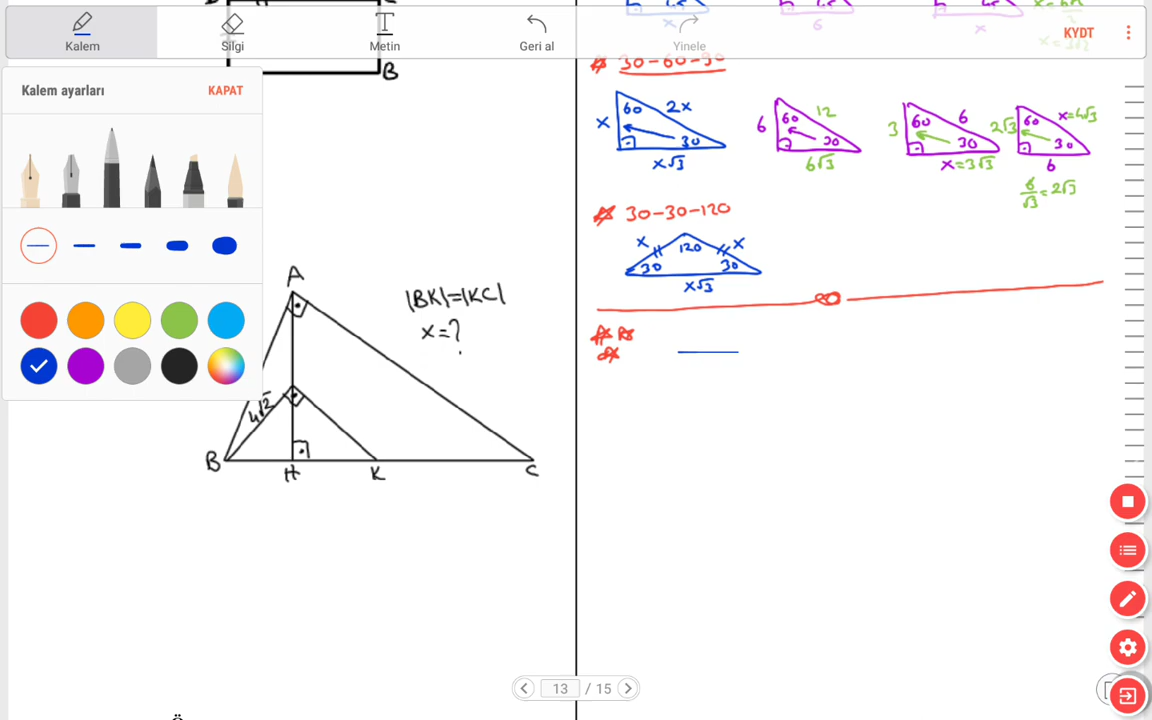 Kalem
Silgi
Metin
Geri al
Yinele
KYDT
Kalem ayarları
KAPAT
B
A
|BK|=|KC|
x=?
4√2
B
H
K
C
x
6
x
30-60-90
x
60
2x
30
x√3
6
60
12
30
6√3
3
60
6
30
x=3√3
2√3
60
x=4√3
30
6
6/√3=2√3
30-30-120
x
120
x
30
30
x√3
13 / 15